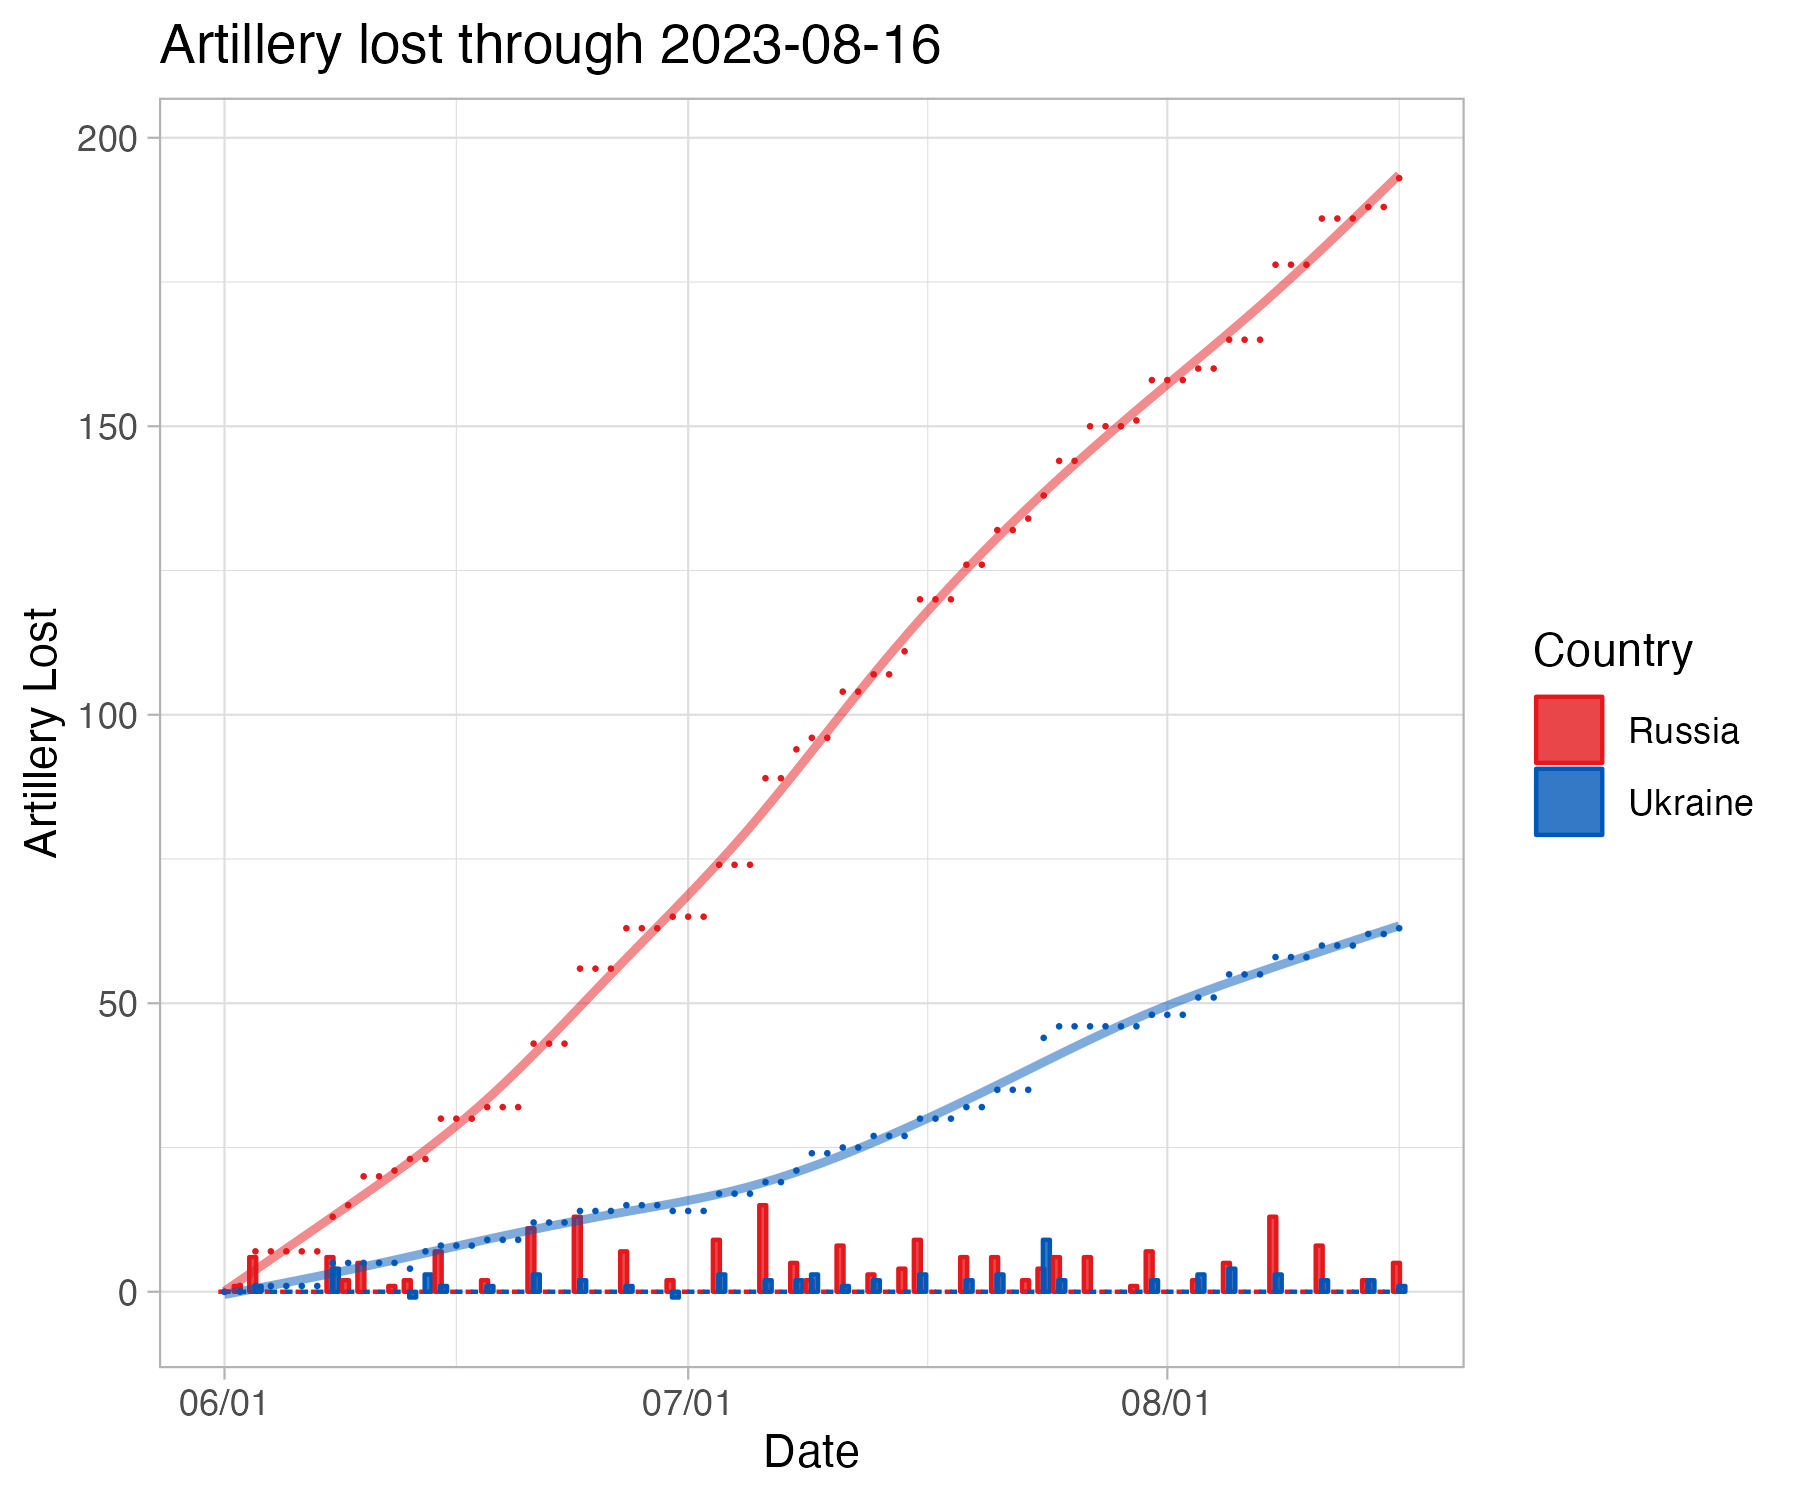 Artillery lost through 2023-08-16
200
150
100
50
0
Artillery Lost
06/01
07/01
08/01
Date
Country
Russia
Ukraine